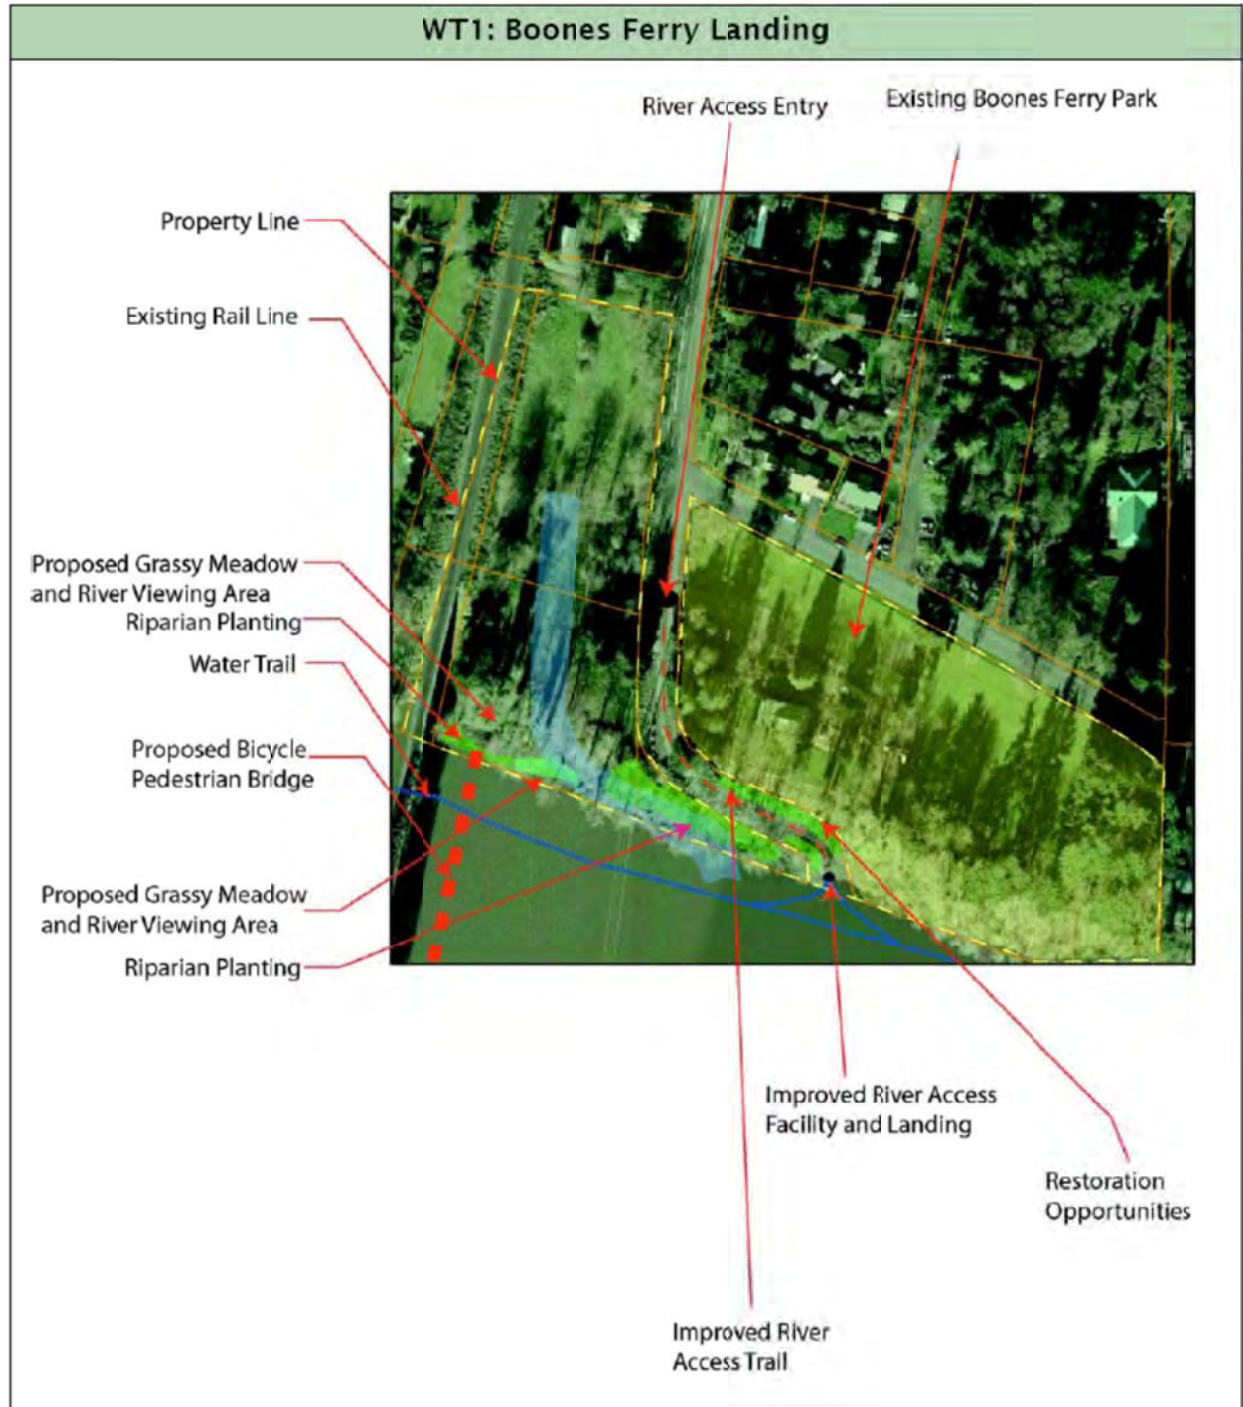 WT1: Boones Ferry Landing
River Access Entry
Existing Boones Ferry Park
Property Line
Existing Rail Line
Proposed Grassy Meadow
and River Viewing Area
Riparian Planting
Water Trail
Proposed Bicycle
Pedestrian Bridge
Proposed Grassy Meadow
and River Viewing Area
Riparian Planting
Improved River Access
Facility and Landing
Restoration
Opportunities
Improved River
Access Trail